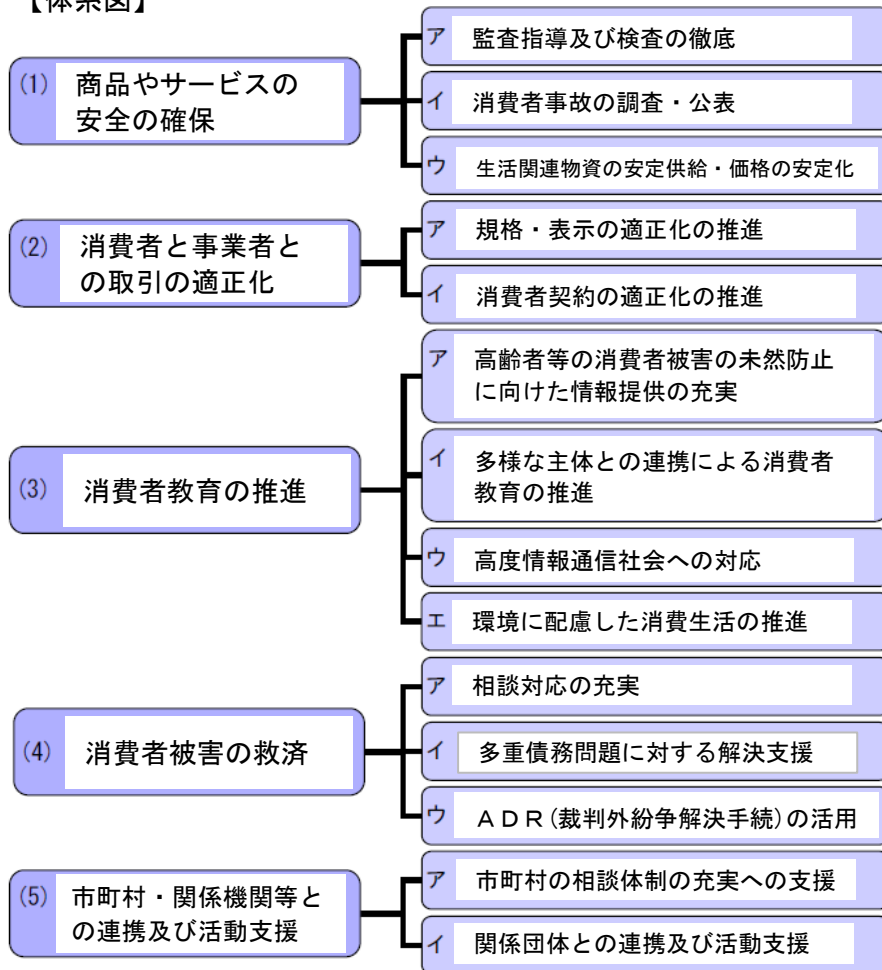 【体系図】
(1) 商品やサービスの
安全の確保
ア 監査指導及び検査の徹底
イ 消費者事故の調査・公表
ウ 生活関連物資の安定供給・価格の安定化
(2) 消費者と事業者と
の取引の適正化
ア 規格・表示の適正化の推進
イ 消費者契約の適正化の推進
(3) 消費者教育の推進
ア 高齢者等の消費者被害の未然防止
に向けた情報提供の充実
イ 多様な主体との連携による消費者
教育の推進
ウ 高度情報通信社会への対応
エ 環境に配慮した消費生活の推進
(4) 消費者被害の救済
ア 相談対応の充実
イ 多重債務問題に対する解決支援
ウ ADR(裁判外紛争解決手続)の活用
(5) 市町村・関係機関等と
の連携及び活動支援
ア 市町村の相談体制の充実への支援
イ 関係団体との連携及び活動支援